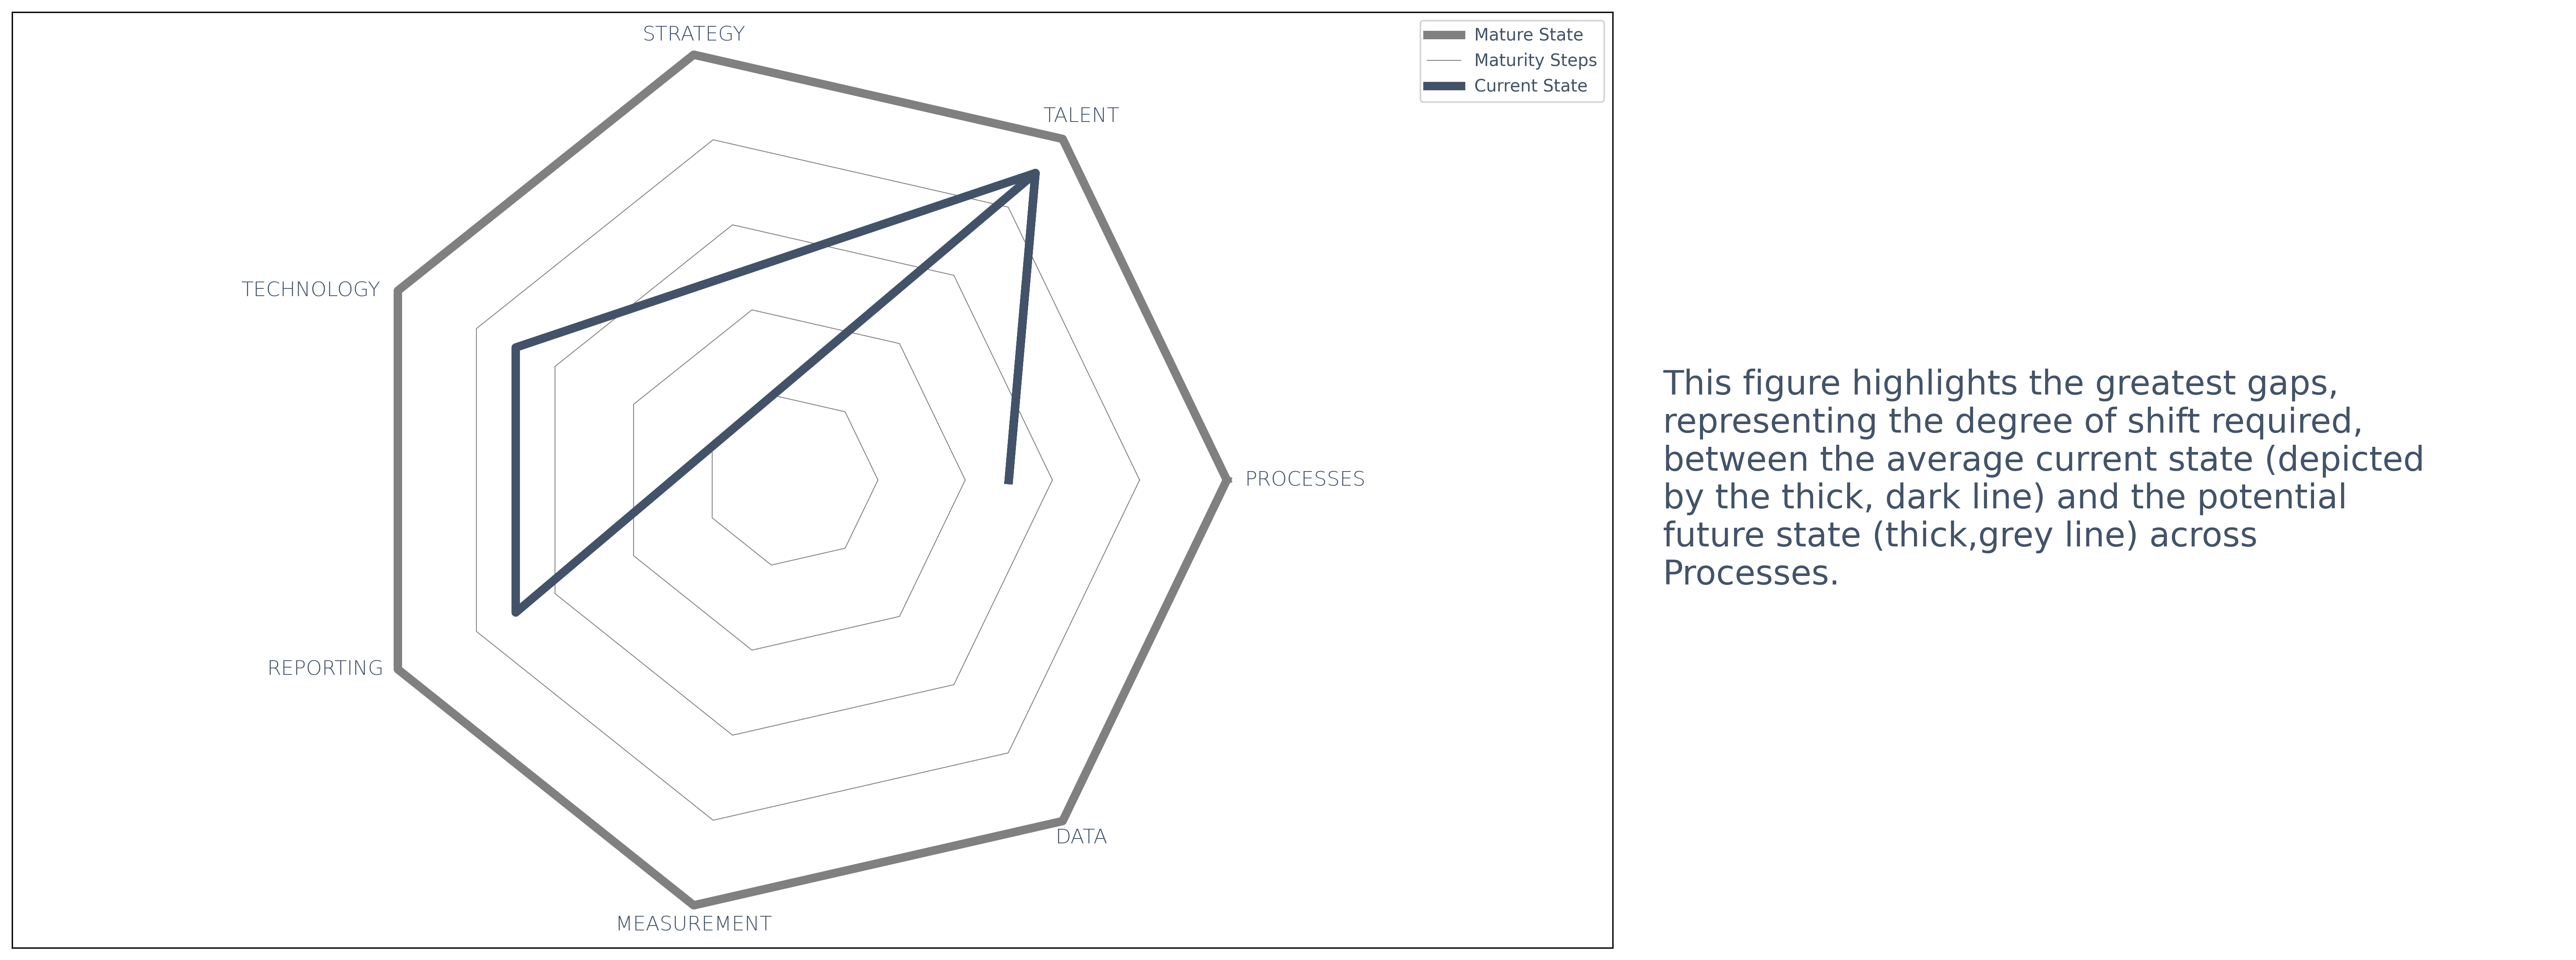 STRATEGY
Mature State
Maturity Steps
Current State
TALENT
TECHNOLOGY
PROCESSES
REPORTING
DATA
MEASUREMENT
This figure highlights the greatest gaps,
representing the degree of shift required,
between the average current state (depicted
by the thick, dark line) and the potential
future state (thick,grey line) across
Processes.